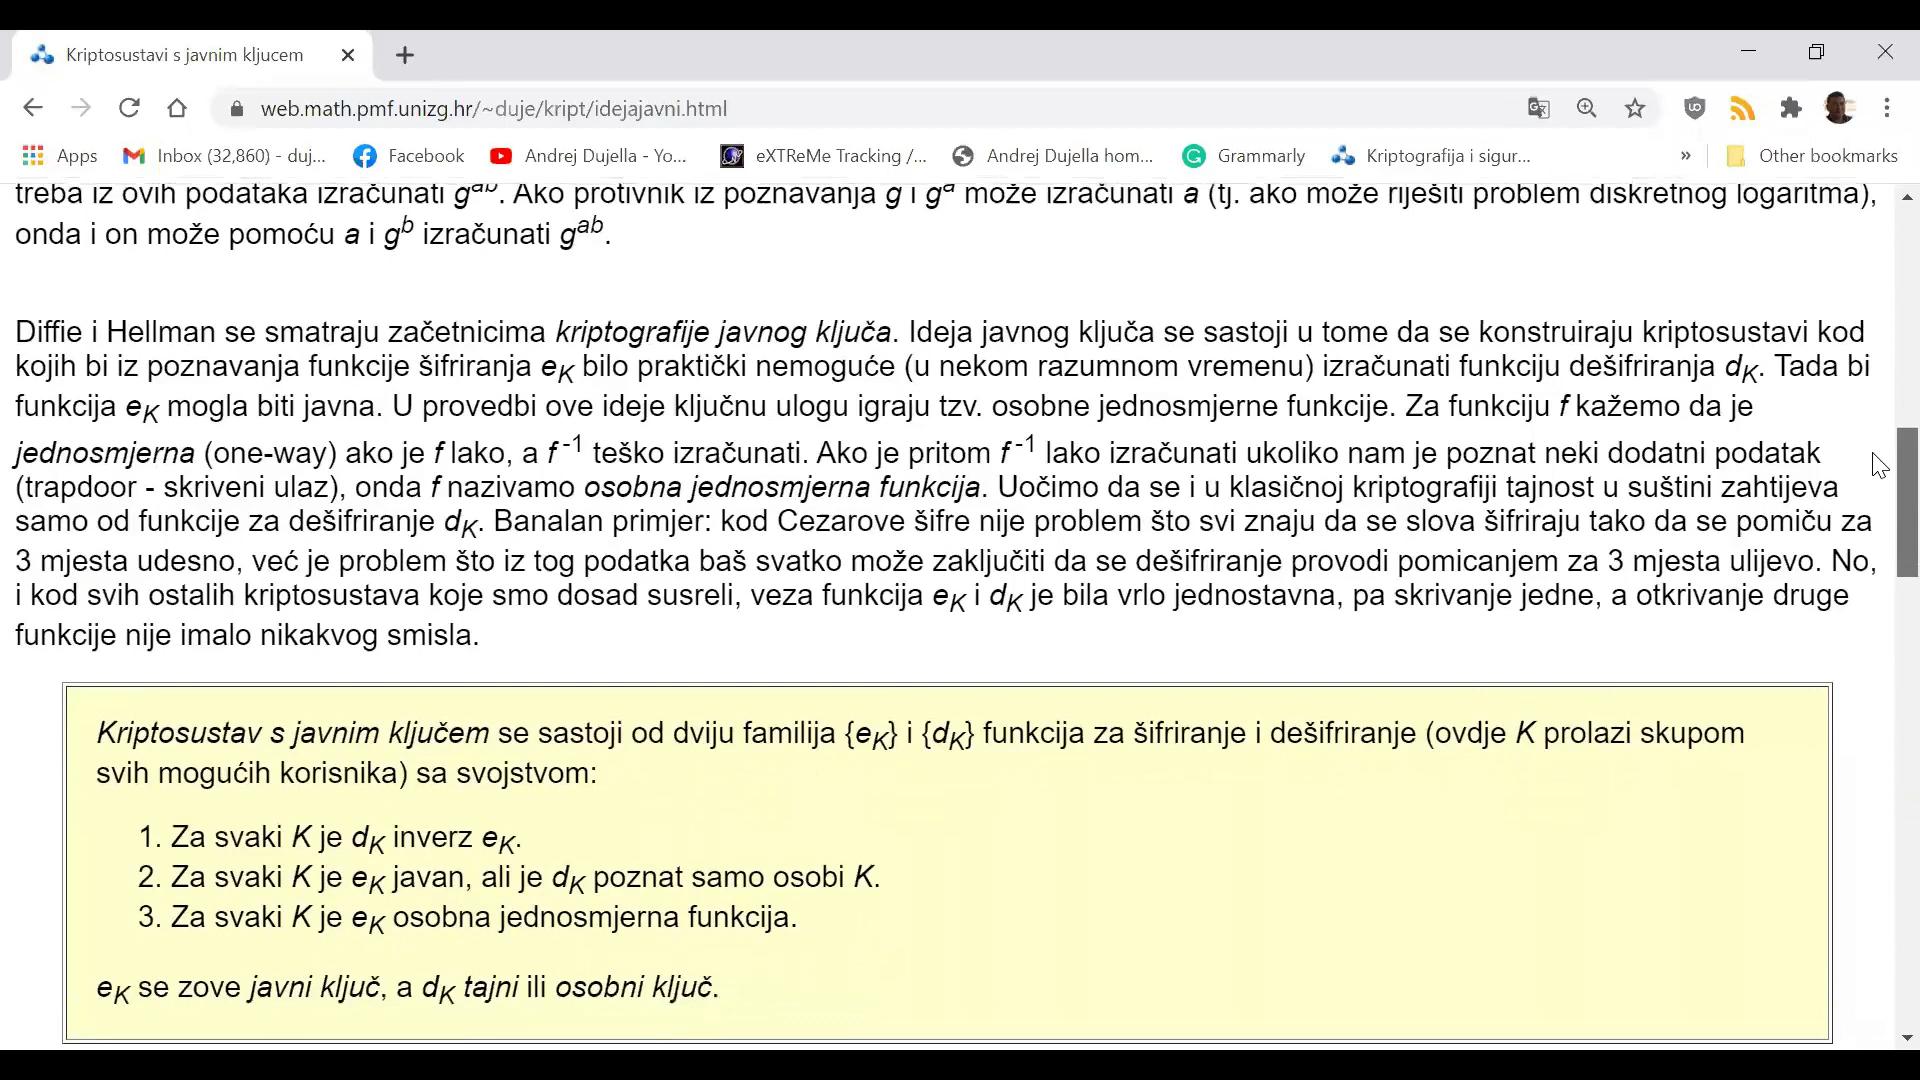 Kriptosustavi s javnim kljucem
web.math.pmf.unizg.hr/~duje/kript/idejajavni.html
Apps Inbox (32,860) - duj... Facebook Andrej Dujella - Yo... eXTReMe Tracking /... Andrej Dujella hom... Grammarly Kriptografija i sigur... » Other bookmarks
treba iz ovih podataka izračunati g^ab. Ako protivnik iz poznavanja g i g^a može izračunati a (tj. ako može riješiti problem diskretnog logaritma),
onda i on može pomoću a i g^b izračunati g^ab.
Diffie i Hellman se smatraju začetnicima kriptografije javnog ključa. Ideja javnog ključa se sastoji u tome da se konstruiraju kriptosustavi kod
kojih bi iz poznavanja funkcije šifriranja e_K bilo praktički nemoguće (u nekom razumnom vremenu) izračunati funkciju dešifriranja d_K. Tada bi
funkcija e_K mogla biti javna. U provedbi ove ideje ključnu ulogu igraju tzv. osobne jednosmjerne funkcije. Za funkciju f kažemo da je
jednosmjerna (one-way) ako je f lako, a f^-1 teško izračunati. Ako je pritom f^-1 lako izračunati ukoliko nam je poznat neki dodatni podatak
(trapdoor - skriveni ulaz), onda f nazivamo osobna jednosmjerna funkcija. Uočimo da se i u klasičnoj kriptografiji tajnost u suštini zahtijeva
samo od funkcije za dešifriranje d_K. Banalan primjer: kod Cezarove šifre nije problem što svi znaju da se slova šifriraju tako da se pomiču za
3 mjesta udesno, već je problem što iz tog podatka baš svatko može zaključiti da se dešifriranje provodi pomicanjem za 3 mjesta ulijevo. No,
i kod svih ostalih kriptosustava koje smo dosad susreli, veza funkcija e_K i d_K je bila vrlo jednostavna, pa skrivanje jedne, a otkrivanje druge
funkcije nije imalo nikakvog smisla.
Kriptosustav s javnim ključem se sastoji od dviju familija {e_K} i {d_K} funkcija za šifriranje i dešifriranje (ovdje K prolazi skupom
svih mogućih korisnika) sa svojstvom:
1. Za svaki K je d_K inverz e_K.
2. Za svaki K je e_K javan, ali je d_K poznat samo osobi K.
3. Za svaki K je e_K osobna jednosmjerna funkcija.
e_K se zove javni ključ, a d_K tajni ili osobni ključ.